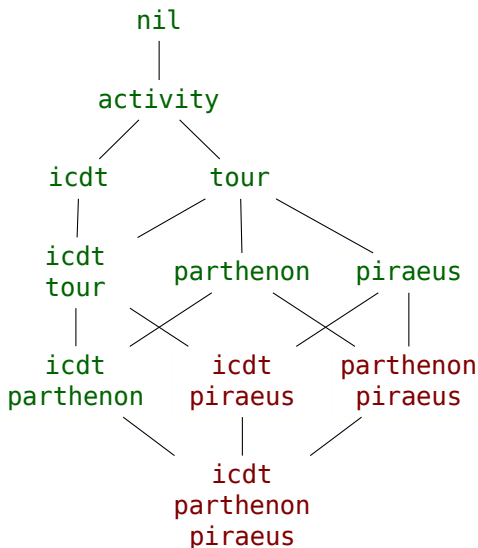 nil
activity
icdt
tour
icdt
tour
parthenon
piraeus
icdt
parthenon
icdt
piraeus
parthenon
piraeus
icdt
parthenon
piraeus